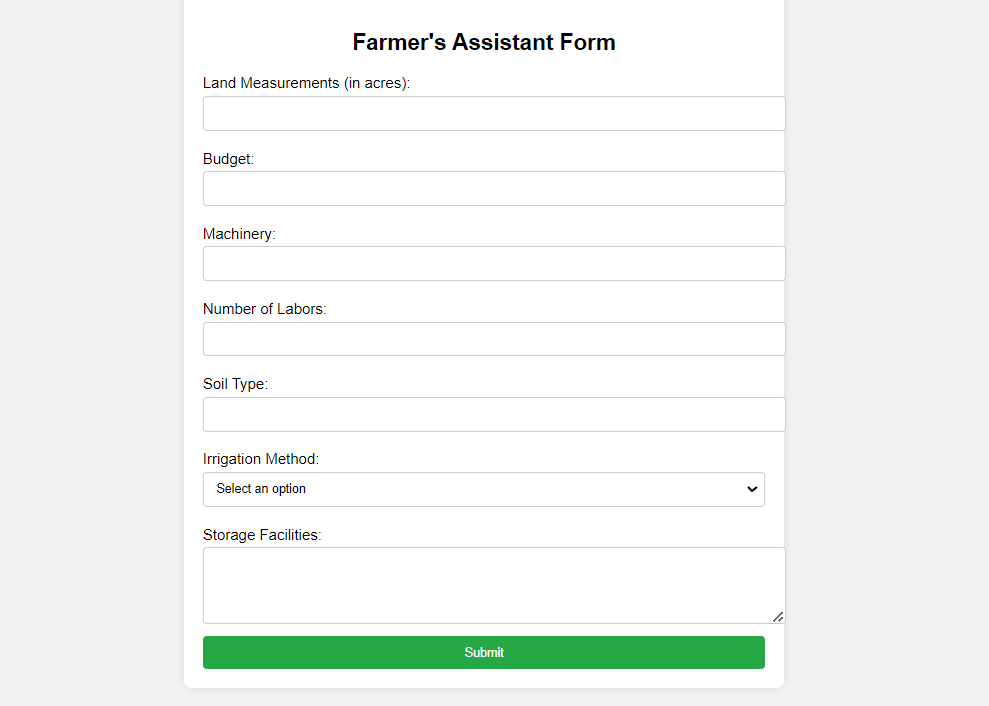 Farmer's Assistant Form
Land Measurements (in acres):
Budget:
Machinery:
Number of Labors:
Soil Type:
Irrigation Method:
Select an option
Storage Facilities:
Submit